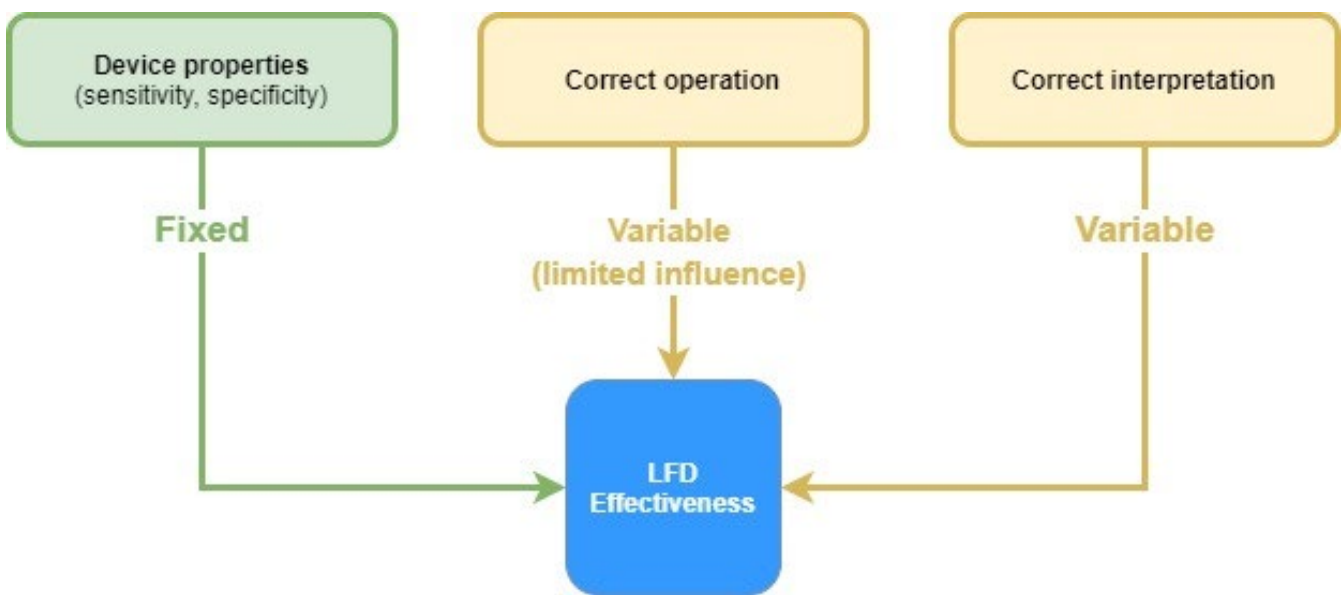 Device properties
(sensitivity, specificity)
Correct operation
Correct interpretation
Fixed
Variable
(limited influence)
Variable
LFD
Effectiveness